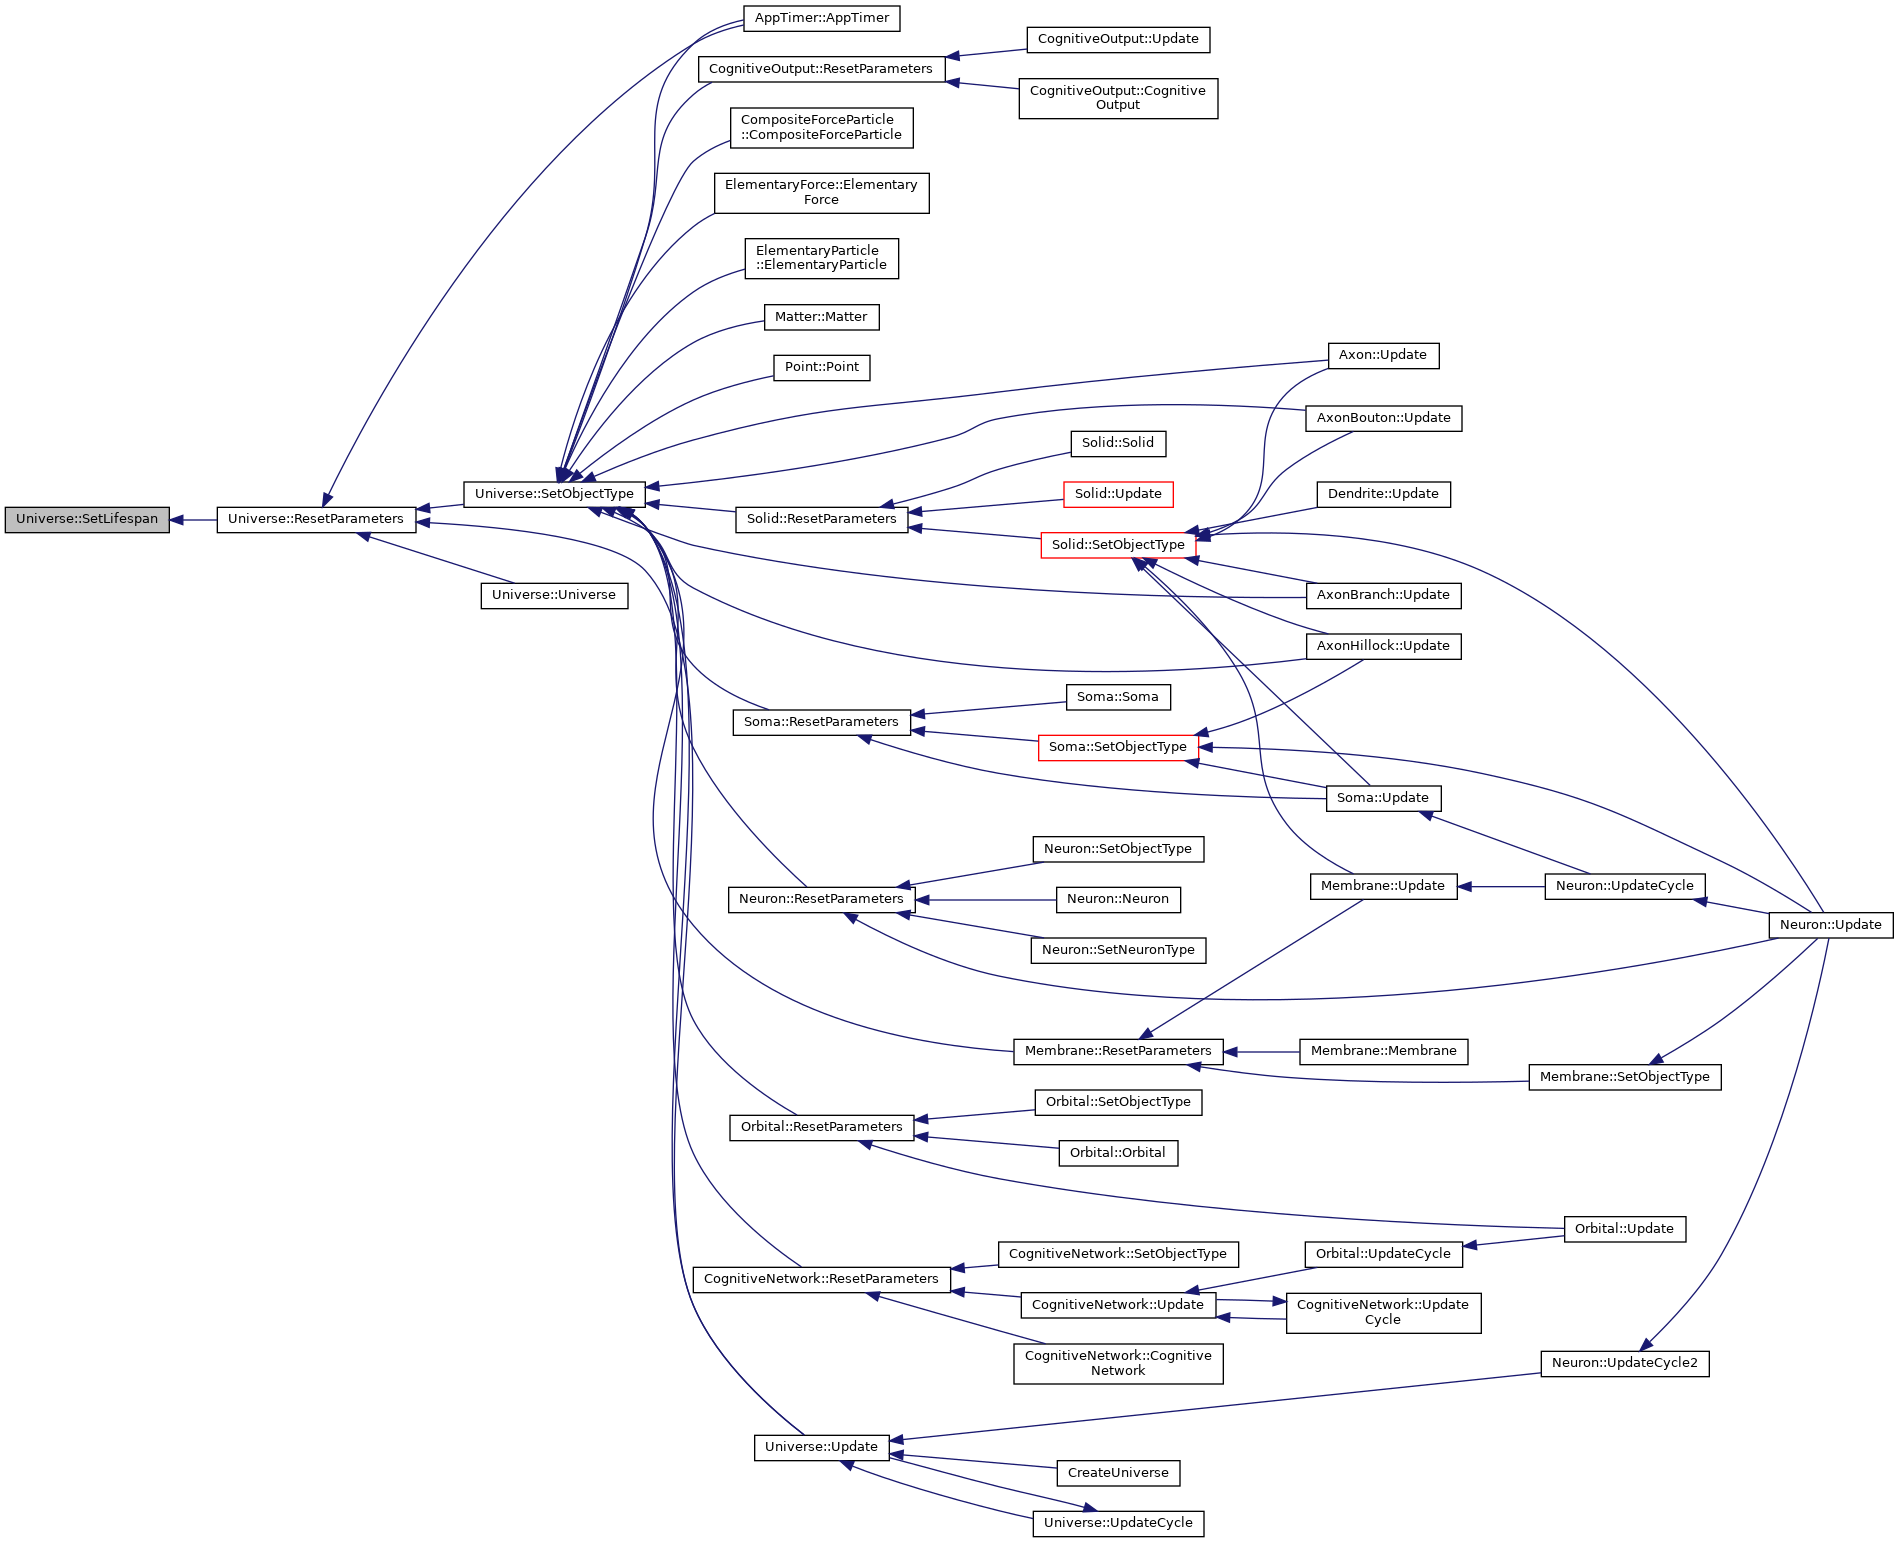 AppTimer::AppTimer
CognitiveOutput::Update
CognitiveOutput::ResetParameters
CognitiveOutput::Cognitive
Output
CompositeForceParticle
::CompositeForceParticle
ElementaryForce::Elementary
Force
ElementaryParticle
::ElementaryParticle
Matter::Matter
Point::Point
Axon::Update
AxonBouton::Update
Solid::Solid
Universe::SetObjectType
Solid::Update
Dendrite::Update
Universe::SetLifespan
Universe::ResetParameters
Solid::ResetParameters
Solid::SetObjectType
Universe::Universe
AxonBranch::Update
AxonHillock::Update
Soma::Soma
Soma::ResetParameters
Soma::SetObjectType
Soma::Update
Neuron::SetObjectType
Membrane::Update
Neuron::UpdateCycle
Neuron::ResetParameters
Neuron::Neuron
Neuron::Update
Neuron::SetNeuronType
Membrane::ResetParameters
Membrane::Membrane
Membrane::SetObjectType
Orbital::SetObjectType
Orbital::ResetParameters
Orbital::Orbital
Orbital::Update
CognitiveNetwork::SetObjectType
Orbital::UpdateCycle
CognitiveNetwork::ResetParameters
CognitiveNetwork::Update
CognitiveNetwork::Update
Cycle
CognitiveNetwork::Cognitive
Network
Neuron::UpdateCycle2
Universe::Update
CreateUniverse
Universe::UpdateCycle